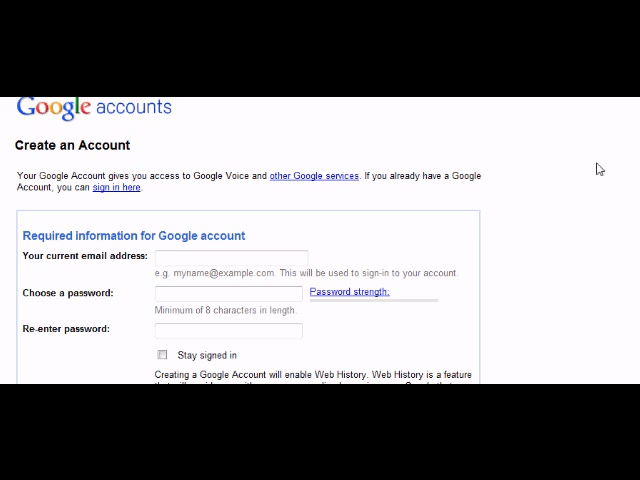 Google accounts
Create an Account
Your Google Account gives you access to Google Voice and other Google services. If you already have a Google
Account, you can sign in here.
Required information for Google account
Your current email address:
e.g. myname@example.com. This will be used to sign-in to your account.
Choose a password:
Password strength:
Minimum of 8 characters in length.
Re-enter password:
Stay signed in
Creating a Google Account will enable Web History. Web History is a feature